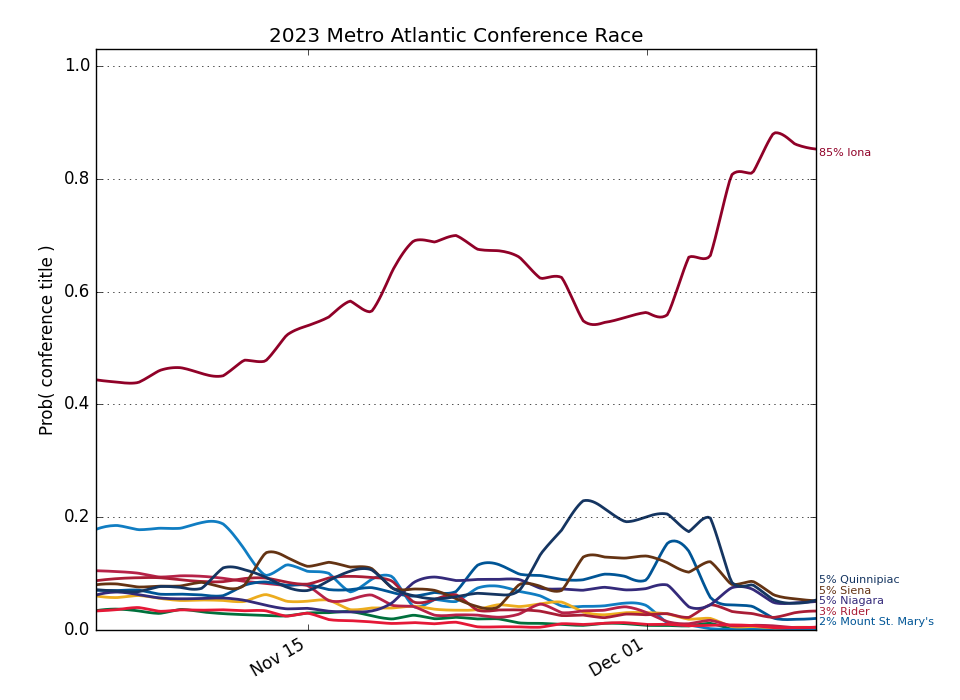 2023 Metro Atlantic Conference Race
1.0
0.8
0.6
0.4
0.2
0.0
Prob( conference title )
Nov 15
Dec 01
85% Iona
5% Quinnipiac
5% Siena
5% Niagara
3% Rider
2% Mount St. Mary's